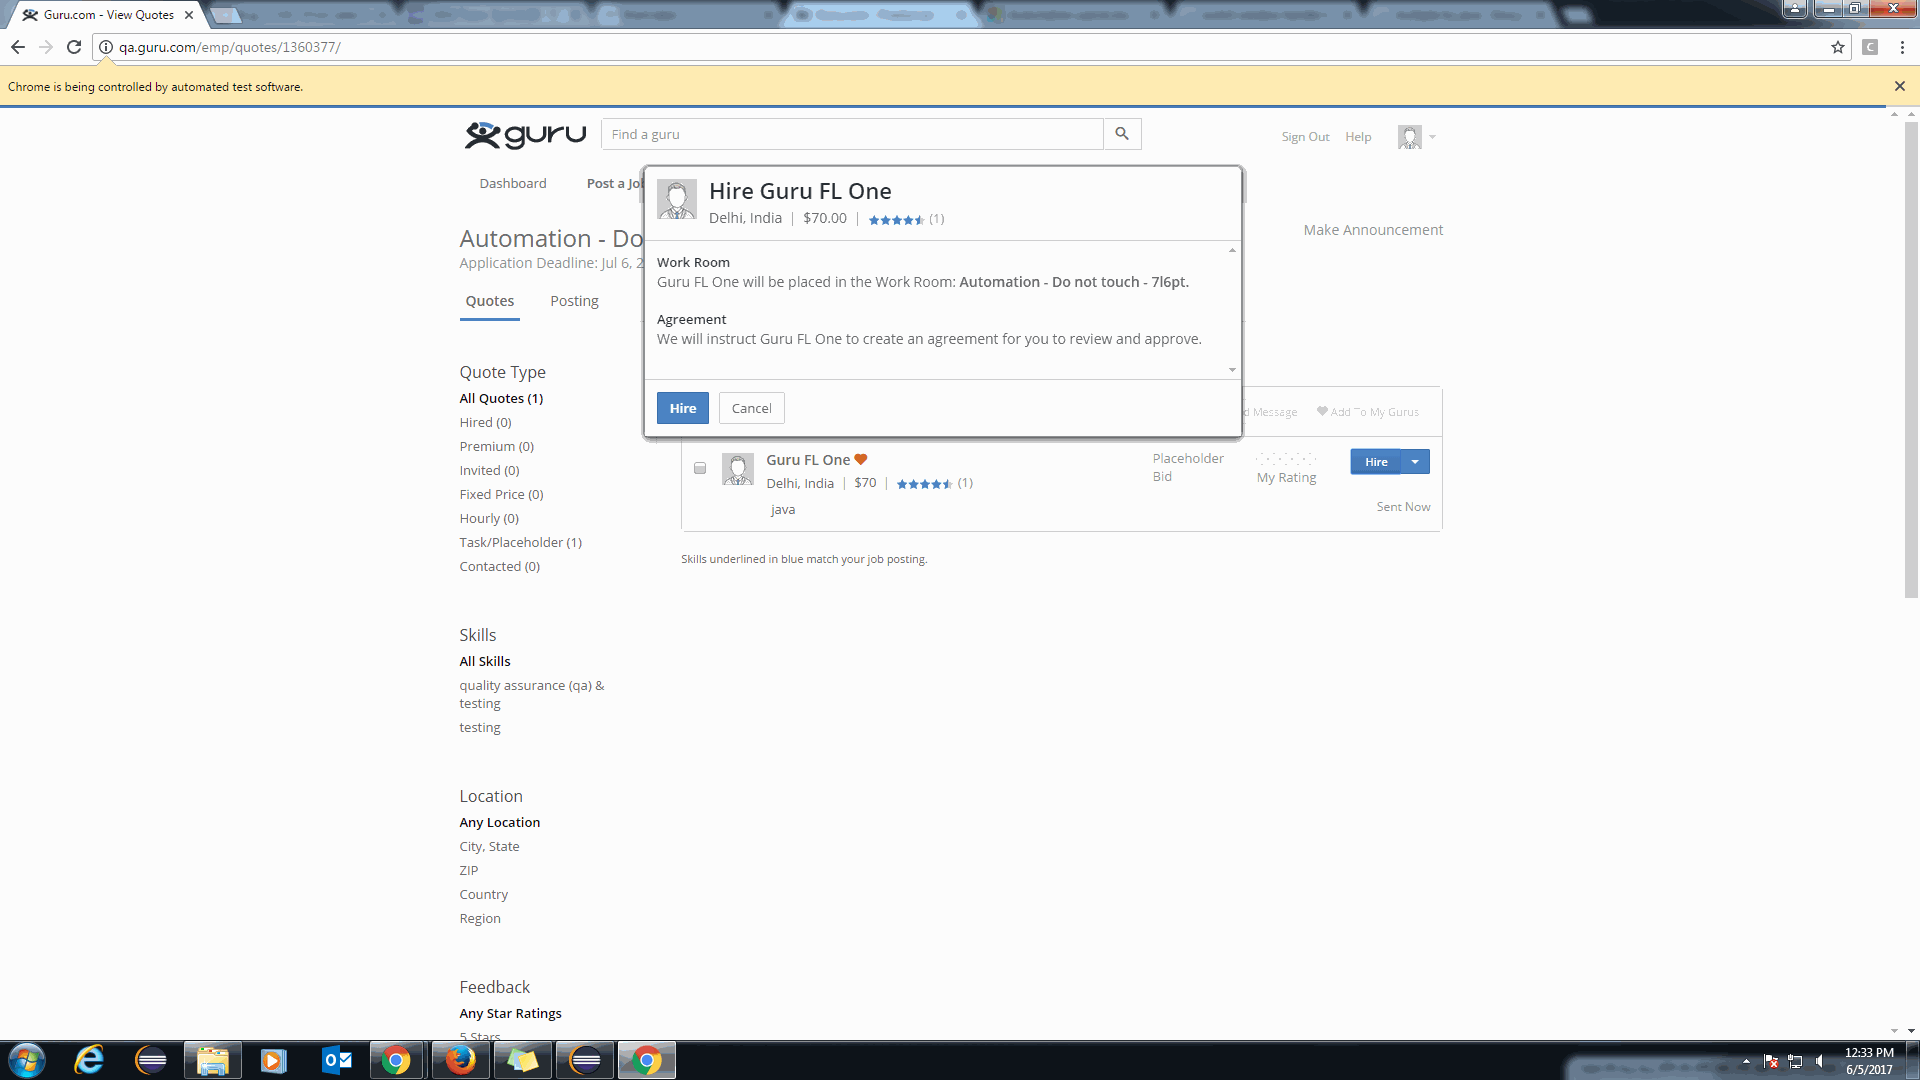 Guru.com - View Quotes
qa.guru.com/emp/quotes/1360377/
Chrome is being controlled by automated test software.
guru
Find a guru
Sign Out Help
Dashboard
Post a Jo
Hire Guru FL One
Delhi, India | $70.00 | (1)
Automation - Do
Application Deadline: Jul 6, 2
Make Announcement
Work Room
Guru FL One will be placed in the Work Room: Automation - Do not touch - 7l6pt.
Agreement
We will instruct Guru FL One to create an agreement for you to review and approve.
Hire
Cancel
Quotes
Posting
Quote Type
All Quotes (1)
Hired (0)
Premium (0)
Invited (0)
Fixed Price (0)
Hourly (0)
Task/Placeholder (1)
Contacted (0)
d Message
Add To My Gurus
Guru FL One
Delhi, India | $70 | (1)
java
Placeholder
Bid
My Rating
Hire
Sent Now
Skills underlined in blue match your job posting.
Skills
All Skills
quality assurance (qa) &
testing
testing
Location
Any Location
City, State
ZIP
Country
Region
Feedback
Any Star Ratings
5 Stars
12:33 PM
6/5/2017